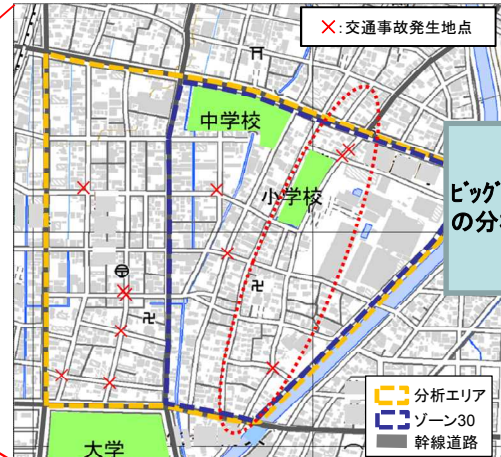 ×:交通事故発生地点
中学校
小学校
ビッグ
の分
大学
分析エリア
ゾーン30
幹線道路